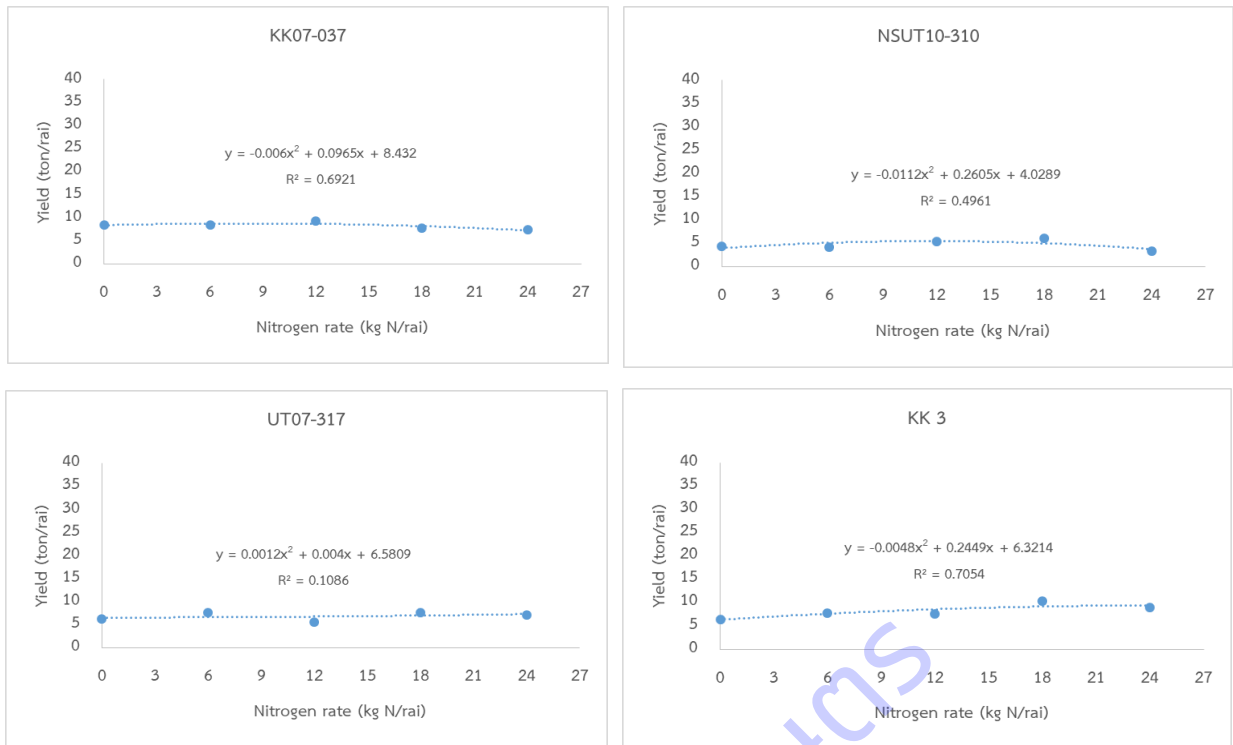 KK07-037
40
35
30
25
20
15
10
5
0
Yield (ton/rai)
y = -0.006x² + 0.0965x + 8.432
R² = 0.6921
0 3 6 9 12 15 18 21 24 27
Nitrogen rate (kg N/rai)
NSUT10-310
40
35
30
25
20
15
10
5
0
Yield (ton/rai)
y = -0.0112x² + 0.2605x + 4.0289
R² = 0.4961
0 3 6 9 12 15 18 21 24 27
Nitrogen rate (kg N/rai)
UT07-317
40
35
30
25
20
15
10
5
0
Yield (ton/rai)
y = 0.0012x² + 0.004x + 6.5809
R² = 0.1086
0 3 6 9 12 15 18 21 24 27
Nitrogen rate (kg N/rai)
KK 3
40
35
30
25
20
15
10
5
0
Yield (ton/rai)
y = -0.0048x² + 0.2449x + 6.3214
R² = 0.7054
0 3 6 9 12 15 18 21 24 27
Nitrogen rate (kg N/rai)